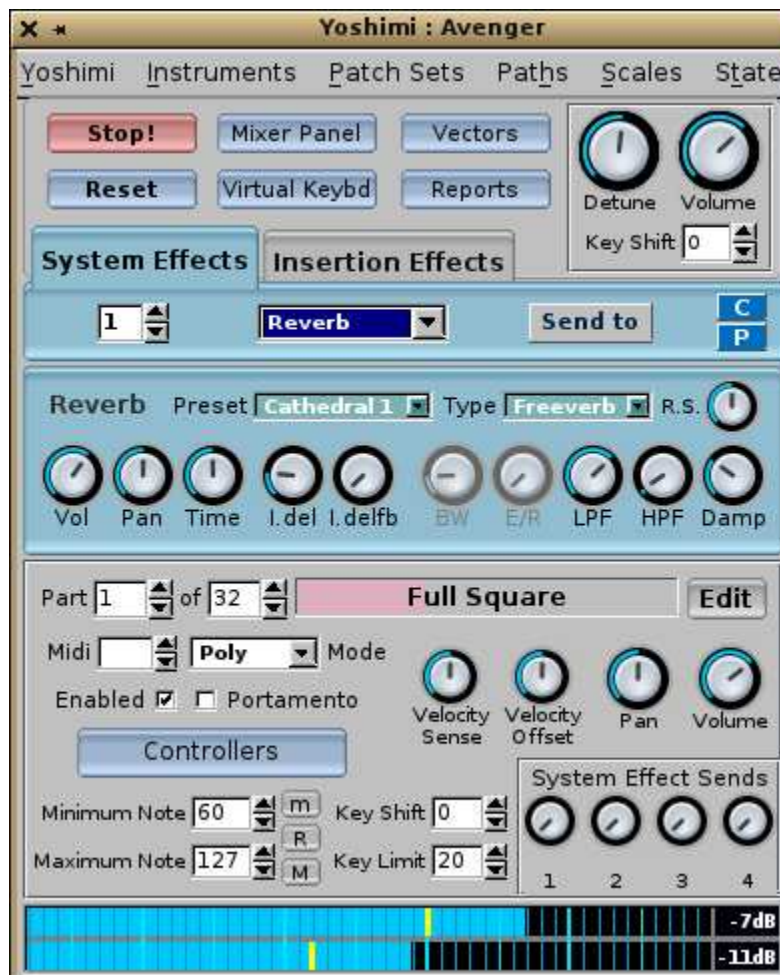 Yoshimi : Avenger
Yoshimi Instruments Patch Sets Paths Scales State
Stop! Mixer Panel Vectors
Reset Virtual Keybd Reports
Detune Volume
Key Shift 0
System Effects Insertion Effects
1 Reverb Send to C
P
Reverb Preset Cathedral 1 Type Freeverb R.S.
Vol Pan Time I.del I.delfb BW E/R LPF HPF Damp
Part 1 of 32 Full Square Edit
Midi Poly Mode
Enabled Portamento
Velocity Sense Velocity Offset Pan Volume
Controllers
System Effect Sends
Minimum Note 60 m Key Shift 0
R
Maximum Note 127 M Key Limit 20
1 2 3 4
-7dB
-11dB